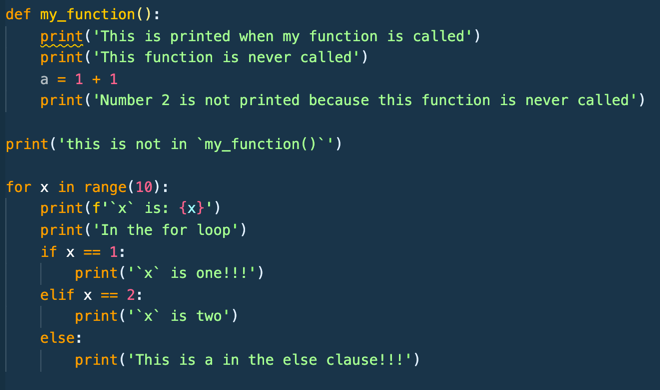 def my_function():
    print('This is printed when my function is called')
    print('This function is never called')
    a = 1 + 1
    print('Number 2 is not printed because this function is never called')

print('this is not in `my_function()`')

for x in range(10):
    print(f'`x` is: {x}')
    print('In the for loop')
    if x == 1:
        print('`x` is one!!!')
    elif x == 2:
        print('`x` is two')
    else:
        print('This is a in the else clause!!!')